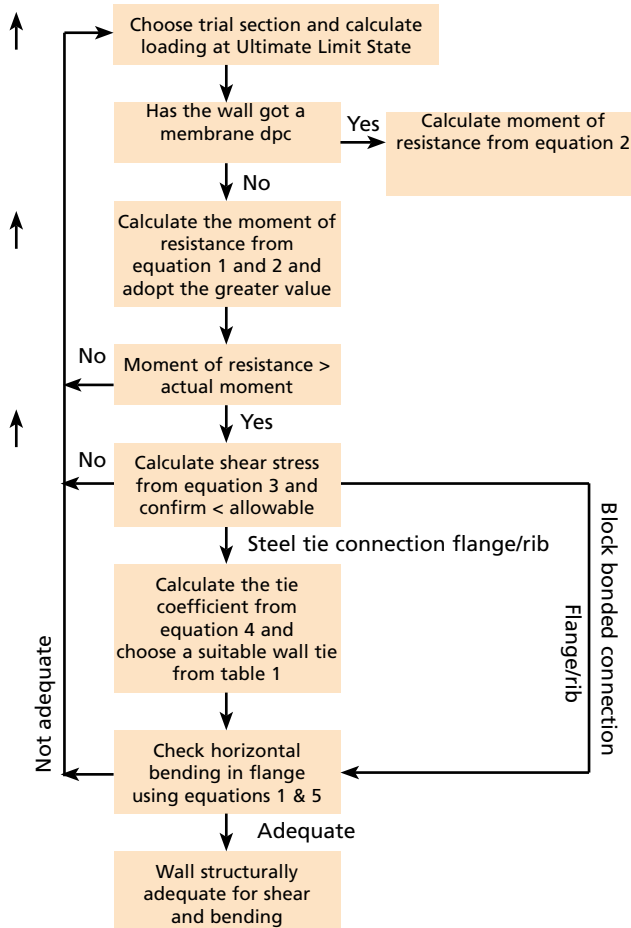 Choose trial section and calculate
loading at Ultimate Limit State
Has the wall got a
membrane dpc
Yes
Calculate moment of
resistance from equation 2
No
Calculate the moment of
resistance from
equation 1 and 2 and
adopt the greater value
No
Moment of resistance >
actual moment
Yes
No
Calculate shear stress
from equation 3 and
confirm < allowable
Steel tie connection flange/rib
Block bonded connection
Flange/rib
Calculate the tie
coefficient from
equation 4 and
choose a suitable wall tie
from table 1
Not adequate
Check horizontal
bending in flange
using equations 1 & 5
Adequate
Wall structurally
adequate for shear
and bending